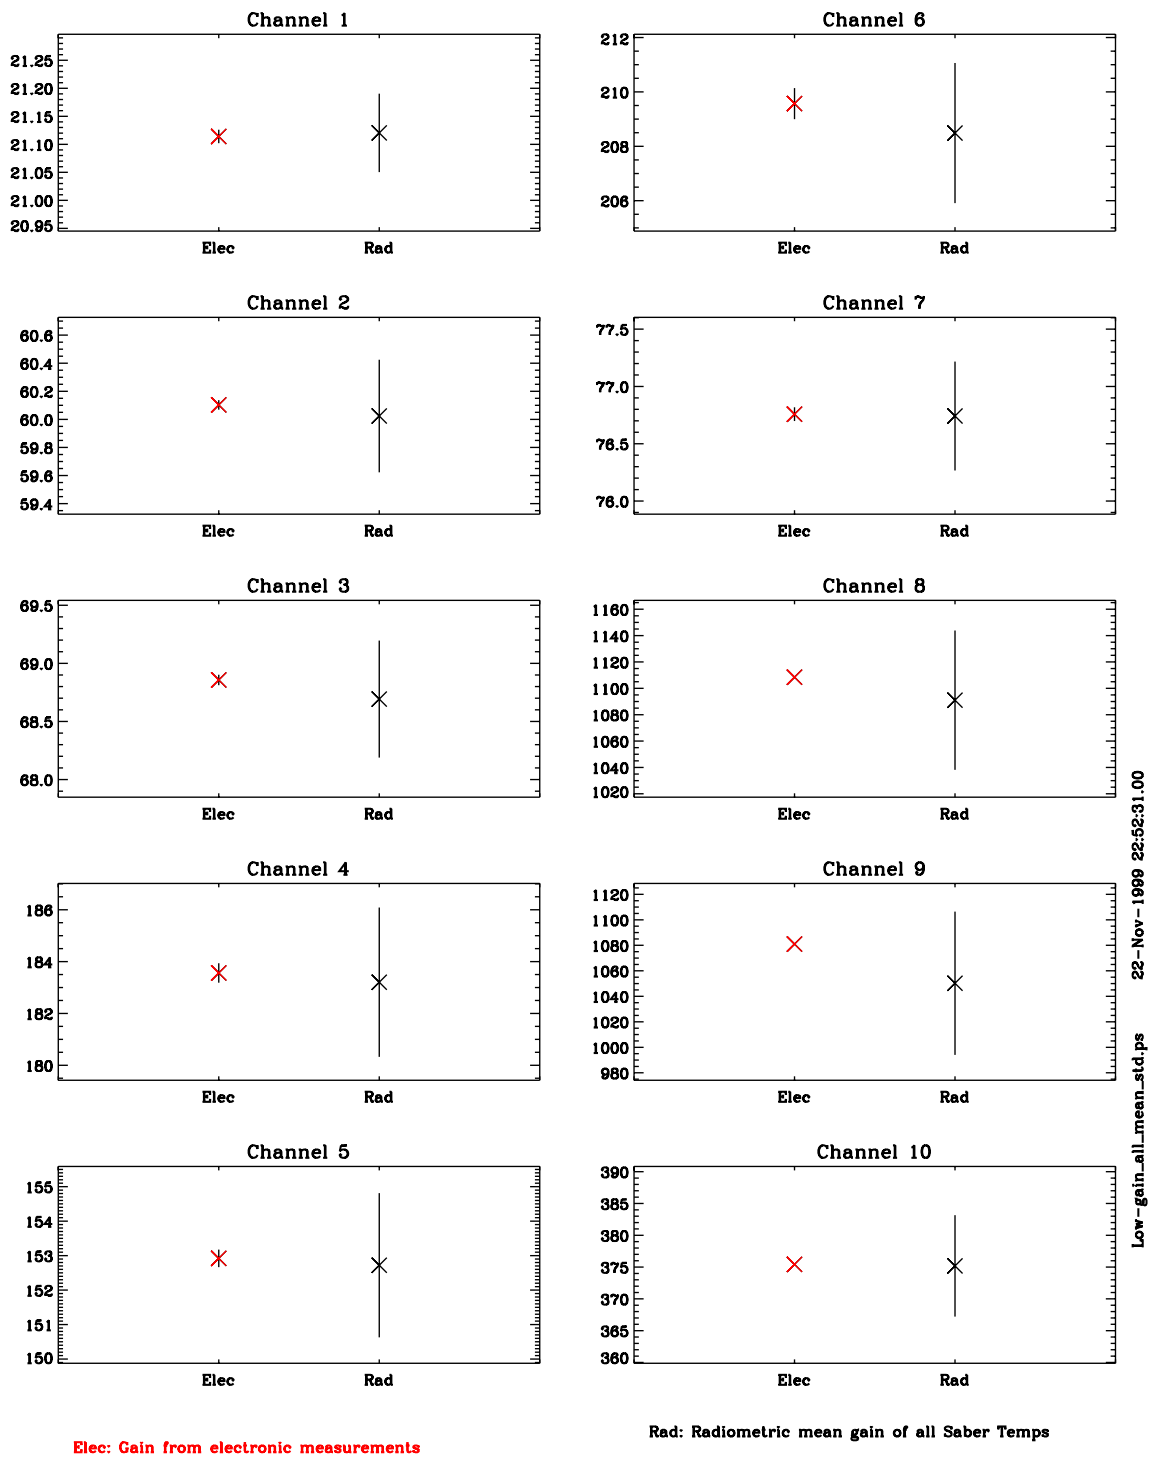 Channel 1
21.25
21.20
21.15
21.10
21.05
21.00
20.95
Elec Rad
Channel 6
212
210
208
206
Elec Rad
Channel 2
60.6
60.4
60.2
60.0
59.8
59.6
59.4
Elec Rad
Channel 7
77.5
77.0
76.5
76.0
Elec Rad
Channel 3
69.5
69.0
68.5
68.0
Elec Rad
Channel 8
1160
1140
1120
1100
1080
1060
1040
1020
Elec Rad
Channel 4
186
184
182
180
Elec Rad
Channel 9
1120
1100
1080
1060
1040
1020
1000
980
Elec Rad
Channel 5
155
154
153
152
151
150
Elec Rad
Channel 10
390
385
380
375
370
365
360
Elec Rad
Elec: Gain from electronic measurements
Rad: Radiometric mean gain of all Saber Temps
Low-gain_all_mean_std.ps 22-Nov-1999 22:52:31.00